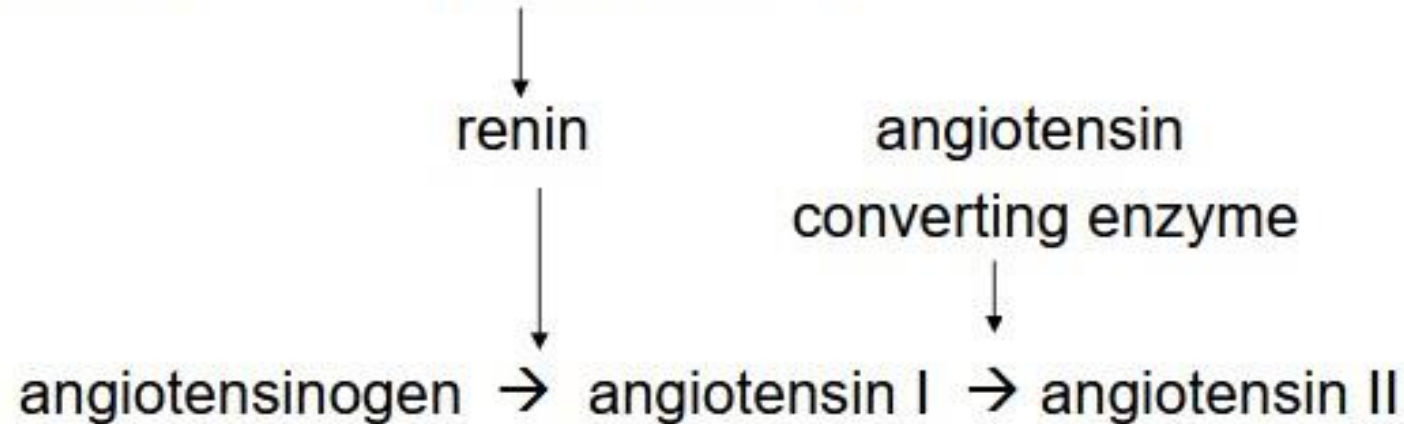 renin angiotensin
converting enzyme
angiotensinogen → angiotensin I → angiotensin II